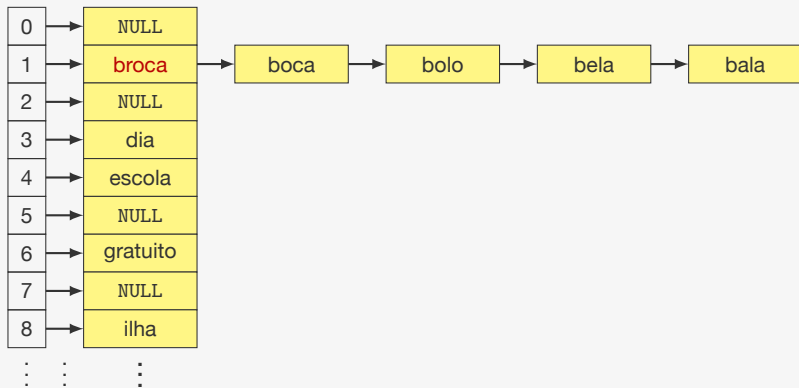 0 NULL
1 broca boca bolo bela bala
2 NULL
3 dia
4 escola
5 NULL
6 gratuito
7 NULL
8 ilha